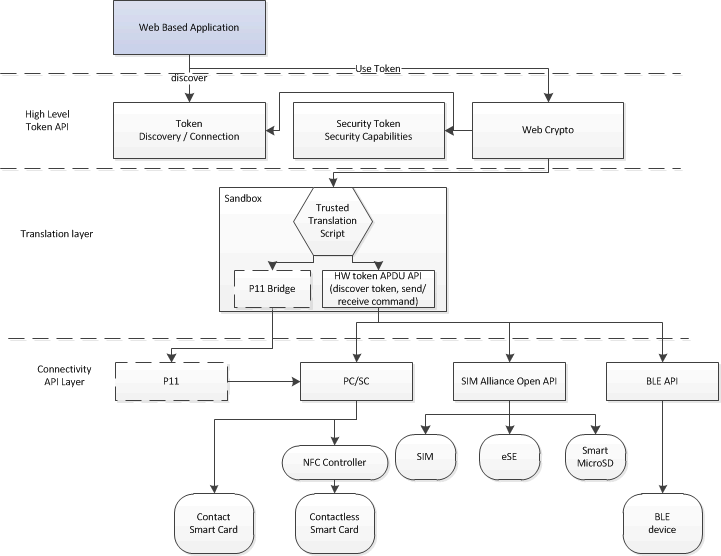 Web Based Application
Use Token
discover
High Level
Token API
Token
Discovery / Connection
Security Token
Security Capabilities
Web Crypto
Sandbox
Trusted
Translation
Script
Translation layer
P11 Bridge
HW token APDU API
(discover token, send/
receive command)
Connectivity
API Layer
P11
PC/SC
SIM Alliance Open API
BLE API
NFC Controller
SIM
eSE
Smart
MicroSD
Contact
Smart Card
Contactless
Smart Card
BLE
device